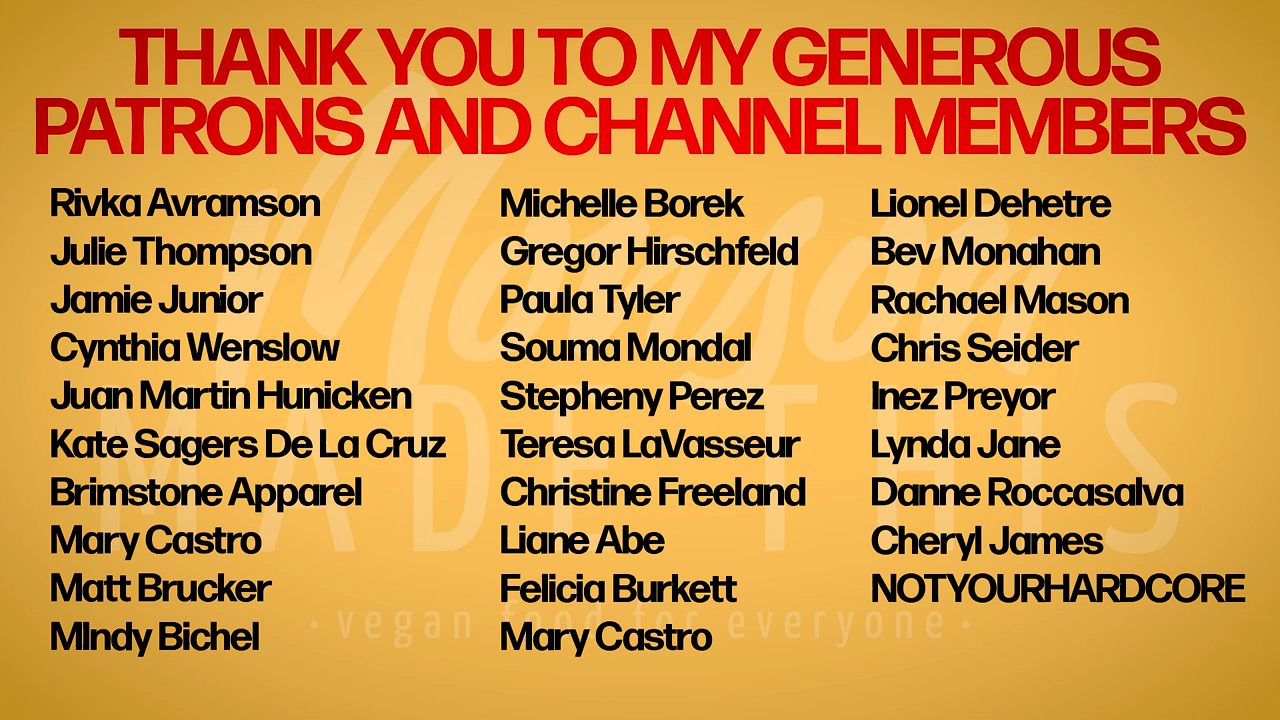 THANK YOU TO MY GENEROUS
PATRONS AND CHANNEL MEMBERS
Rivka Avramson
Julie Thompson
Jamie Junior
Cynthia Wenslow
Juan Martin Hunicken
Kate Sagers De La Cruz
Brimstone Apparel
Mary Castro
Matt Brucker
MIndy Bichel
Michelle Borek
Gregor Hirschfeld
Paula Tyler
Souma Mondal
Stepheny Perez
Teresa LaVasseur
Christine Freeland
Liane Abe
Felicia Burkett
Mary Castro
Lionel Dehetre
Bev Monahan
Rachael Mason
Chris Seider
Inez Preyor
Lynda Jane
Danne Roccasalva
Cheryl James
NOTYOURHARDCORE
Monson
MADE THIS
· vegan food for everyone ·